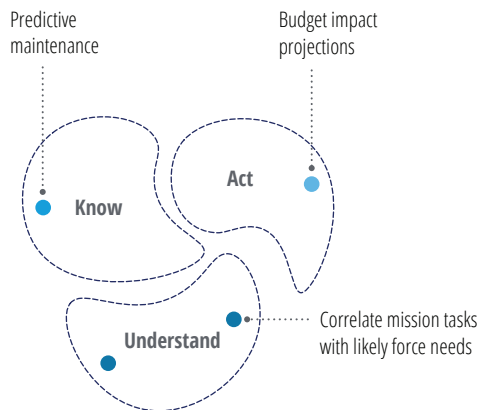 Predictive
maintenance
Budget impact
projections
Know
Act
Understand
Correlate mission tasks
with likely force needs